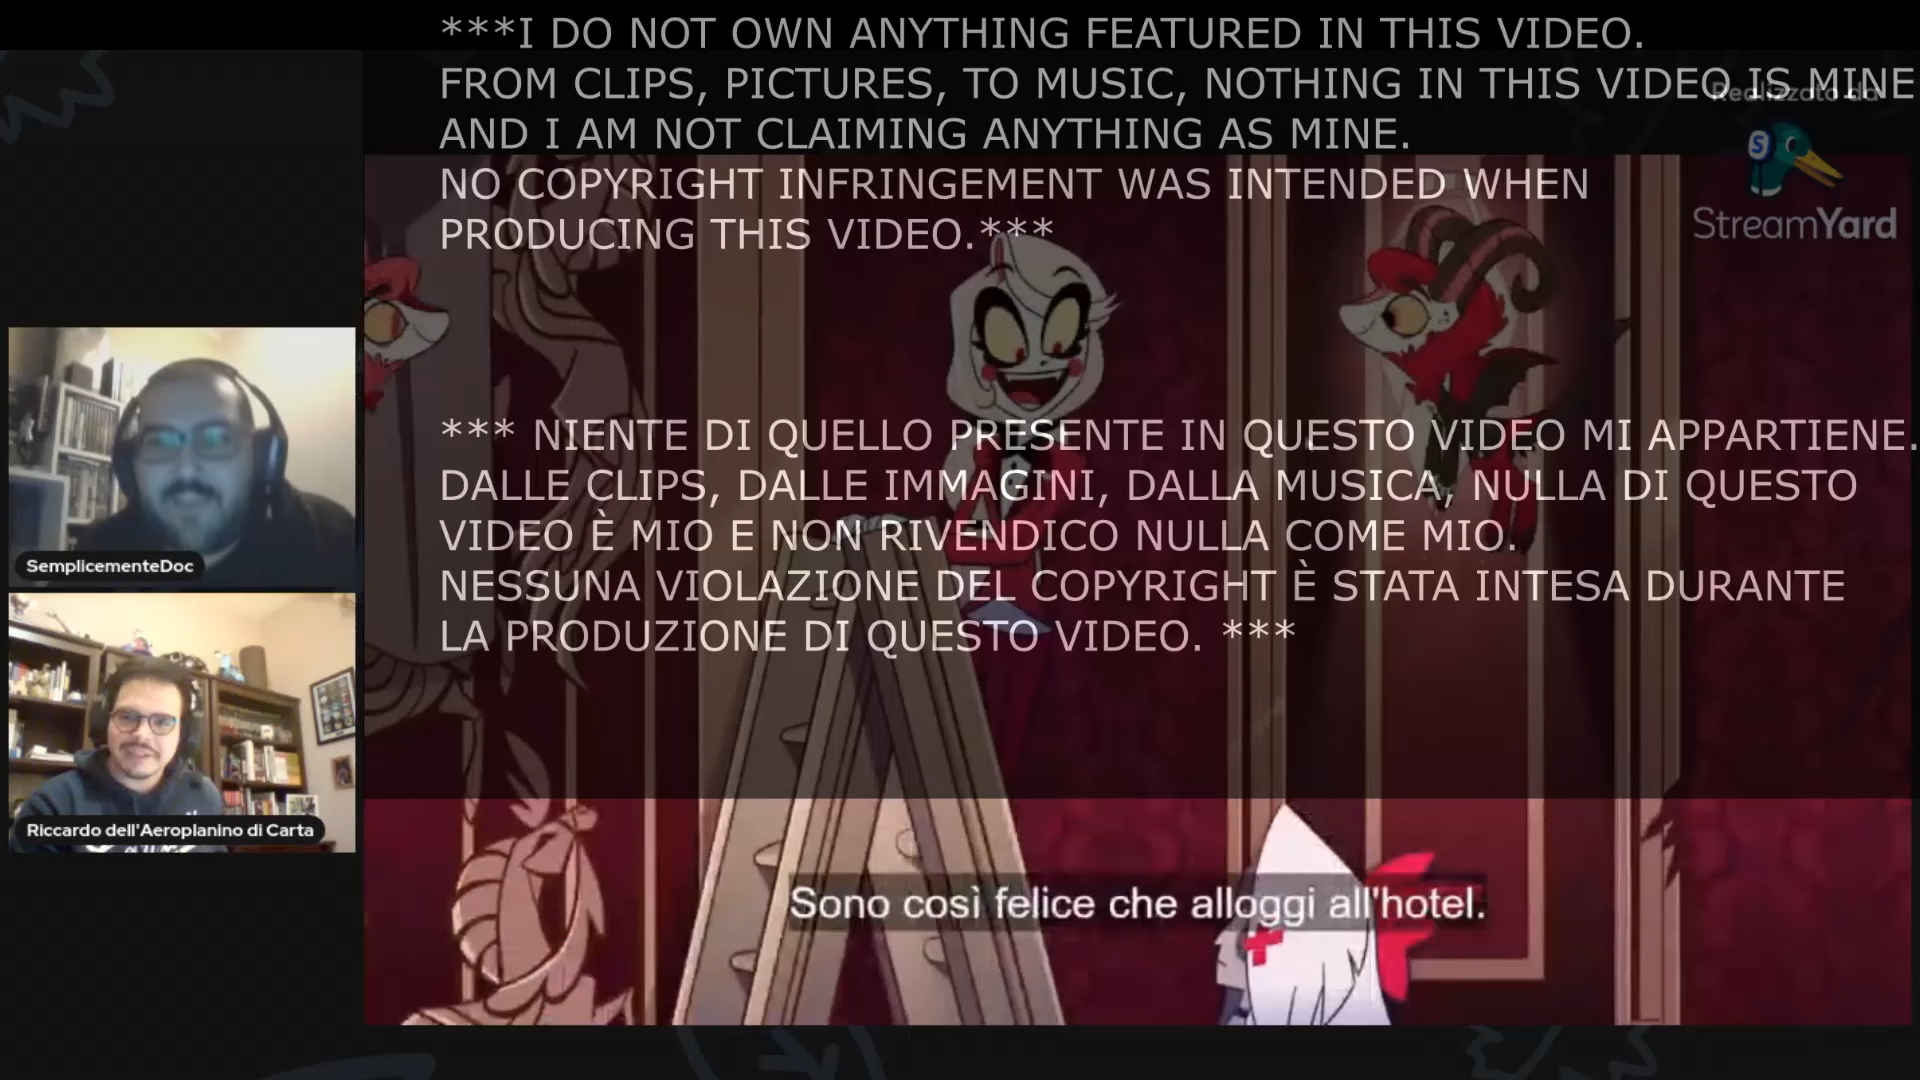 ***I DO NOT OWN ANYTHING FEATURED IN THIS VIDEO.
FROM CLIPS, PICTURES, TO MUSIC, NOTHING IN THIS VIDEO IS MINE
AND I AM NOT CLAIMING ANYTHING AS MINE.
NO COPYRIGHT INFRINGEMENT WAS INTENDED WHEN
PRODUCING THIS VIDEO.***
Realizzato da
StreamYard
*** NIENTE DI QUELLO PRESENTE IN QUESTO VIDEO MI APPARTIENE.
DALLE CLIPS, DALLE IMMAGINI, DALLA MUSICA, NULLA DI QUESTO
VIDEO È MIO E NON RIVENDICO NULLA COME MIO.
NESSUNA VIOLAZIONE DEL COPYRIGHT È STATA INTESA DURANTE
LA PRODUZIONE DI QUESTO VIDEO. ***
SemplicementeDoc
Riccardo dell'Aeroplanino di Carta
Sono così felice che alloggi all'hotel.